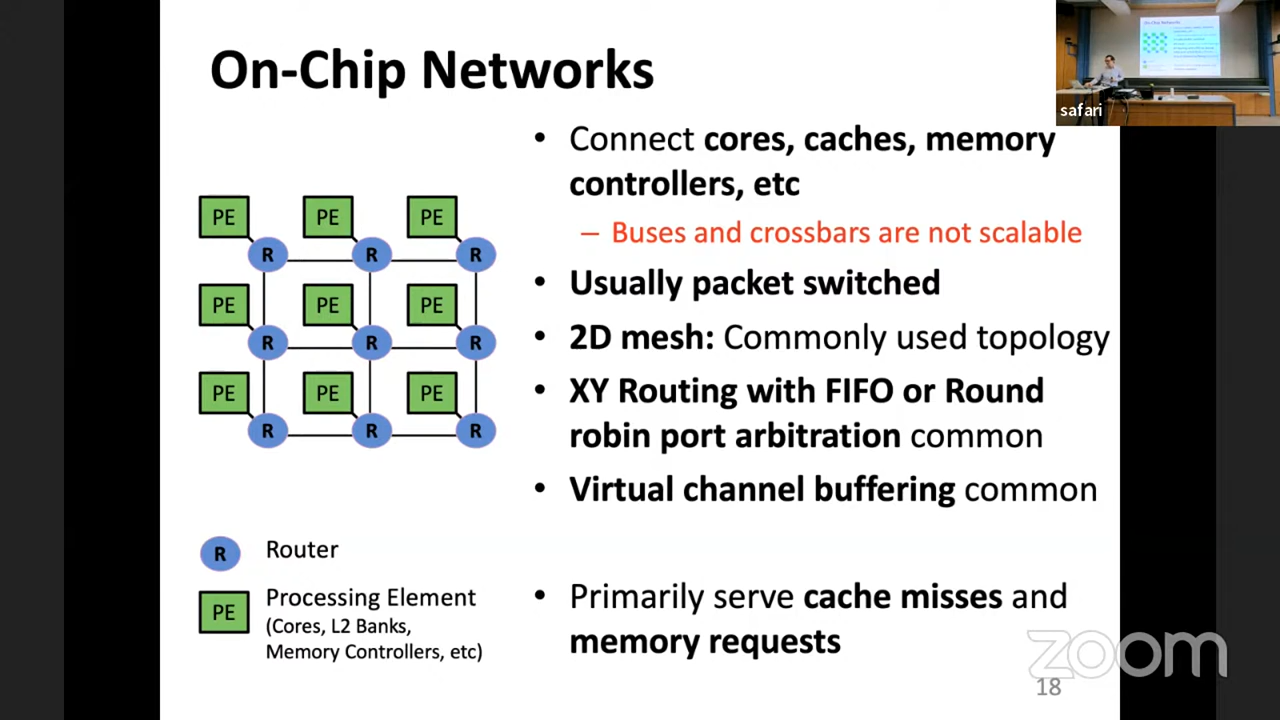 On-Chip Networks
safari
• Connect cores, caches, memory
controllers, etc
– Buses and crossbars are not scalable
• Usually packet switched
• 2D mesh: Commonly used topology
• XY Routing with FIFO or Round
robin port arbitration common
• Virtual channel buffering common
• Primarily serve cache misses and
memory requests
PE PE PE
R R R
PE PE PE
R R R
PE PE PE
R R R
R Router
PE Processing Element
(Cores, L2 Banks,
Memory Controllers, etc)
zoom
18